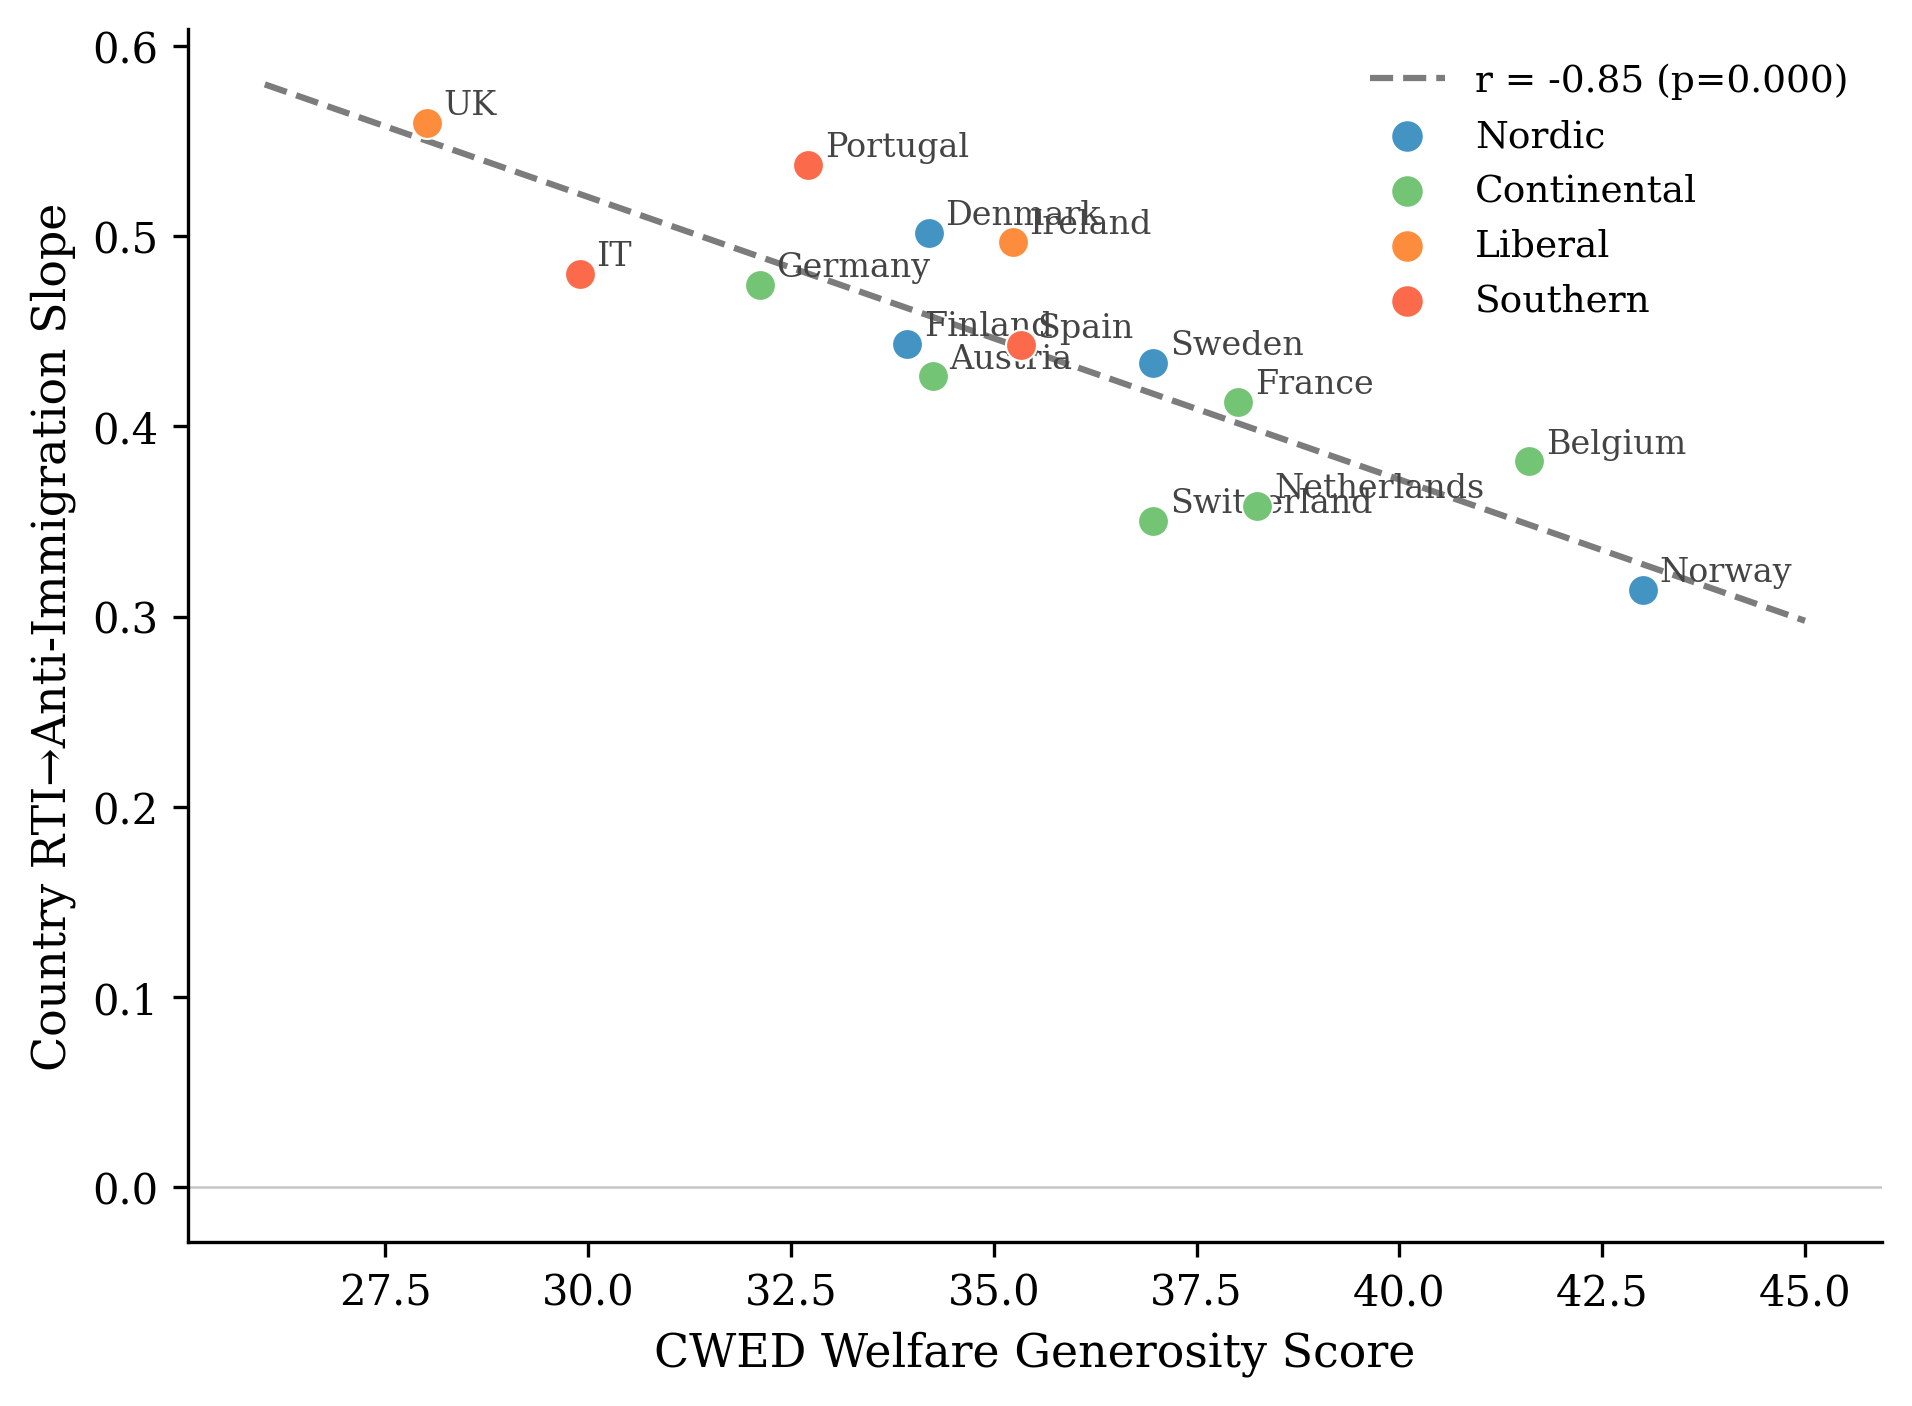 r = -0.85 (p=0.000)
Nordic
Continental
Liberal
Southern
UK
Portugal
Denmark
Ireland
IT
Germany
Finland
Spain
Austria
Sweden
France
Belgium
Netherlands
Switzerland
Norway
0.6
0.5
0.4
0.3
0.2
0.1
0.0
Country RTI→Anti-Immigration Slope
27.5 30.0 32.5 35.0 37.5 40.0 42.5 45.0
CWED Welfare Generosity Score